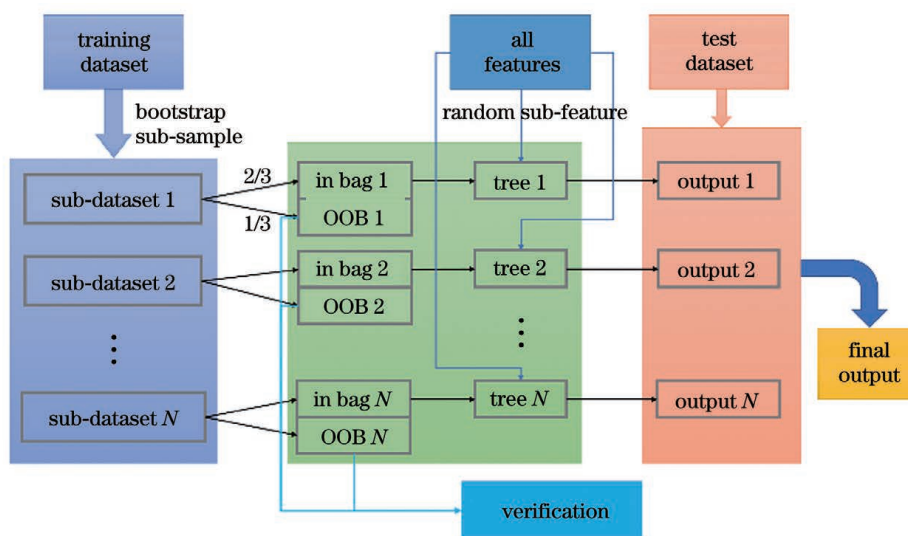 training
dataset
all
features
test
dataset
bootstrap
sub-sample
random sub-feature
2/3
1/3
sub-dataset 1
in bag 1
OOB 1
tree 1
output 1
sub-dataset 2
in bag 2
OOB 2
tree 2
output 2
sub-dataset N
in bag N
OOB N
tree N
output N
final
output
verification